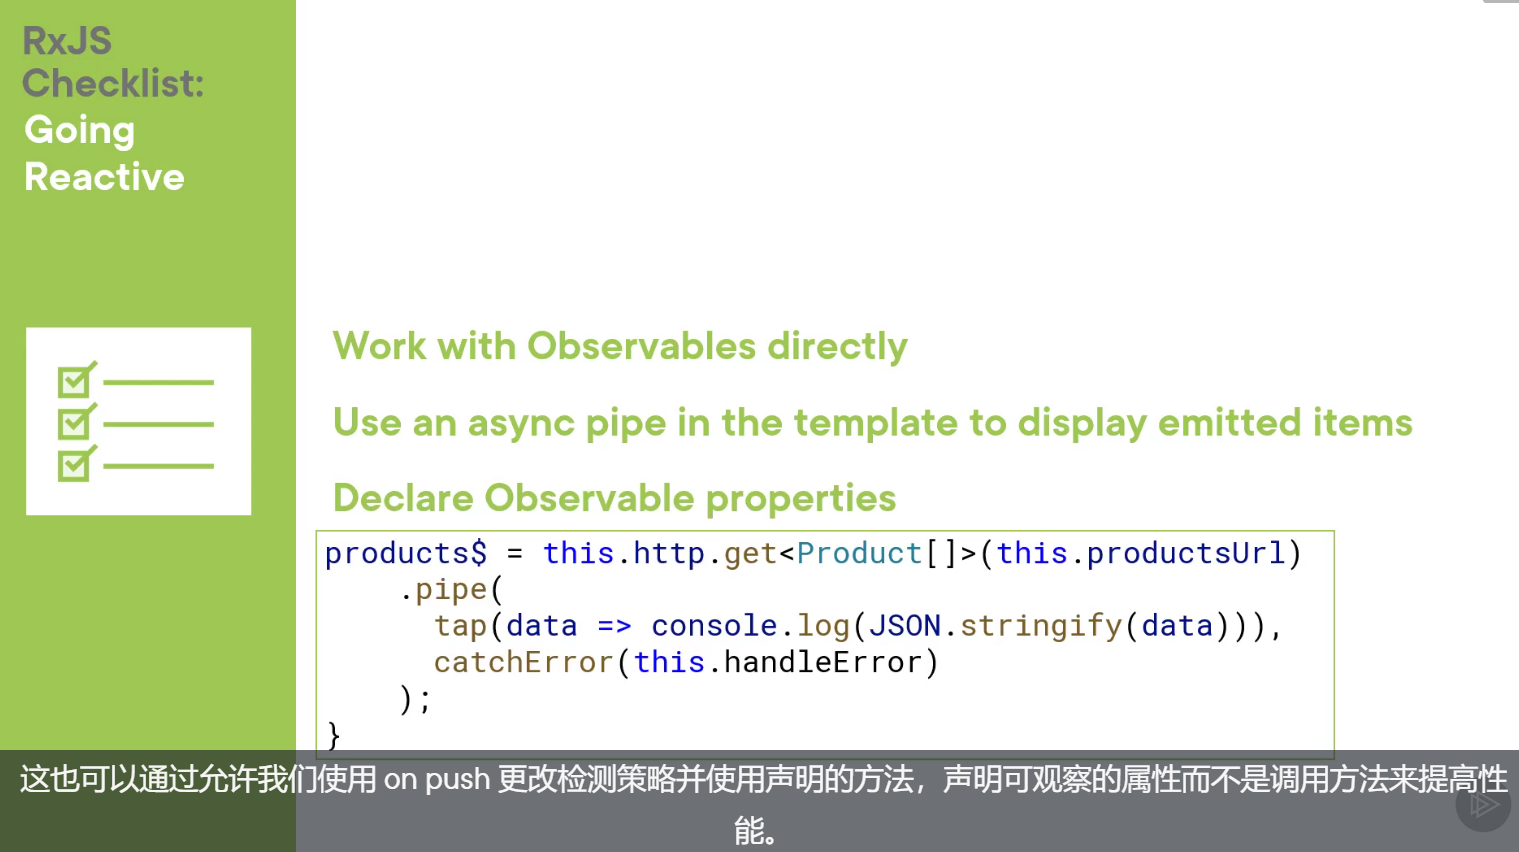 RxJS
Checklist:
Going
Reactive
Work with Observables directly
Use an async pipe in the template to display emitted items
Declare Observable properties
products$ = this.http.get<Product[]>(this.productsUrl)
.pipe(
tap(data => console.log(JSON.stringify(data))),
catchError(this.handleError)
);
}
这也可以通过允许我们使用 on push 更改检测策略并使用声明的方法，声明可观察的属性而不是调用方法来提高性
能。